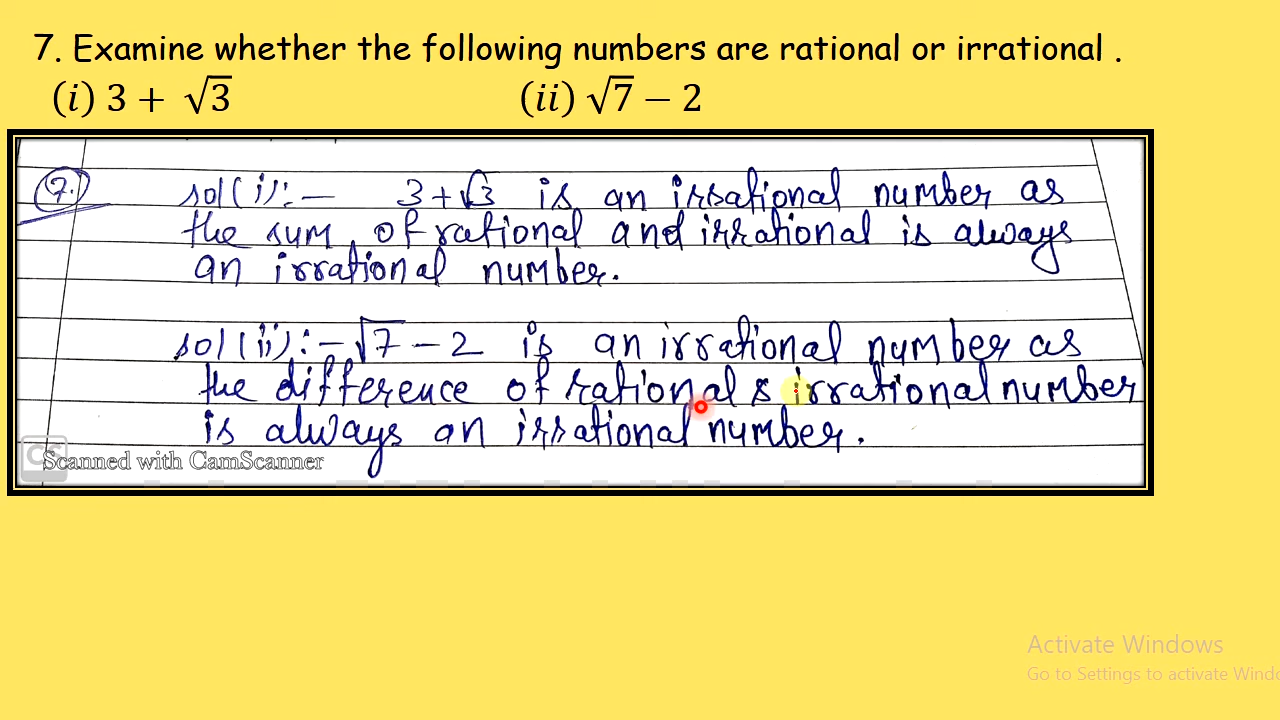 7. Examine whether the following numbers are rational or irrational .
(i) 3 + √3 (ii) √7 − 2
7. sol(i):- 3+√3 is an irrational number as
the sum of rational and irrational is always
an irrational number.
sol(ii):- √7 - 2 is an irrational number as
the difference of rational & irrational number
is always an irrational number.
CS
Scanned with CamScanner
Activate Windows
Go to Settings to activate Windo